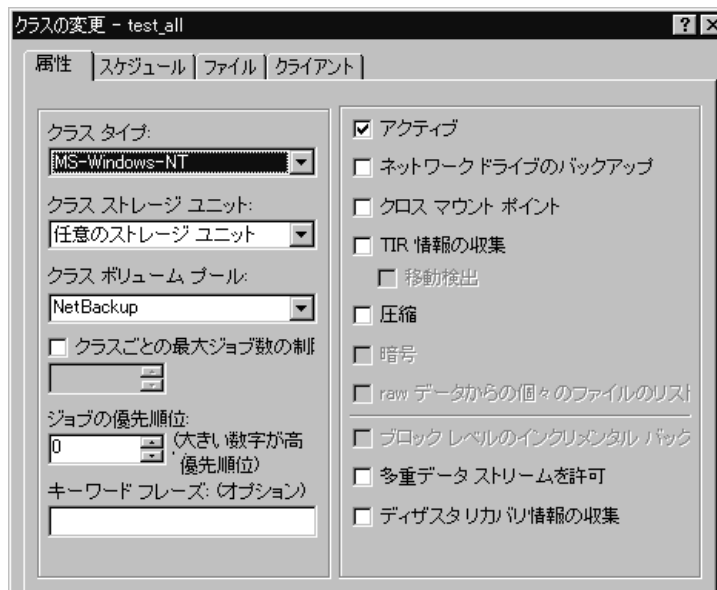 クラスの変更 - test_all
属性
スケジュール
ファイル
クライアント
クラス タイプ:
MS-Windows-NT
クラス ストレージ ユニット:
任意のストレージ ユニット
クラス ボリューム プール:
NetBackup
クラスごとの最大ジョブ数の制
ジョブの優先順位:
0
(大きい数字が高
優先順位)
キーワード フレーズ: (オプション)
アクティブ
ネットワーク ドライブのバックアップ
クロス マウント ポイント
TIR 情報の収集
移動検出
圧縮
暗号
raw データからの個々のファイルのリスト
ブロック レベルのインクリメンタル バック
多重データ ストリームを許可
ディザスタ リカバリ情報の収集